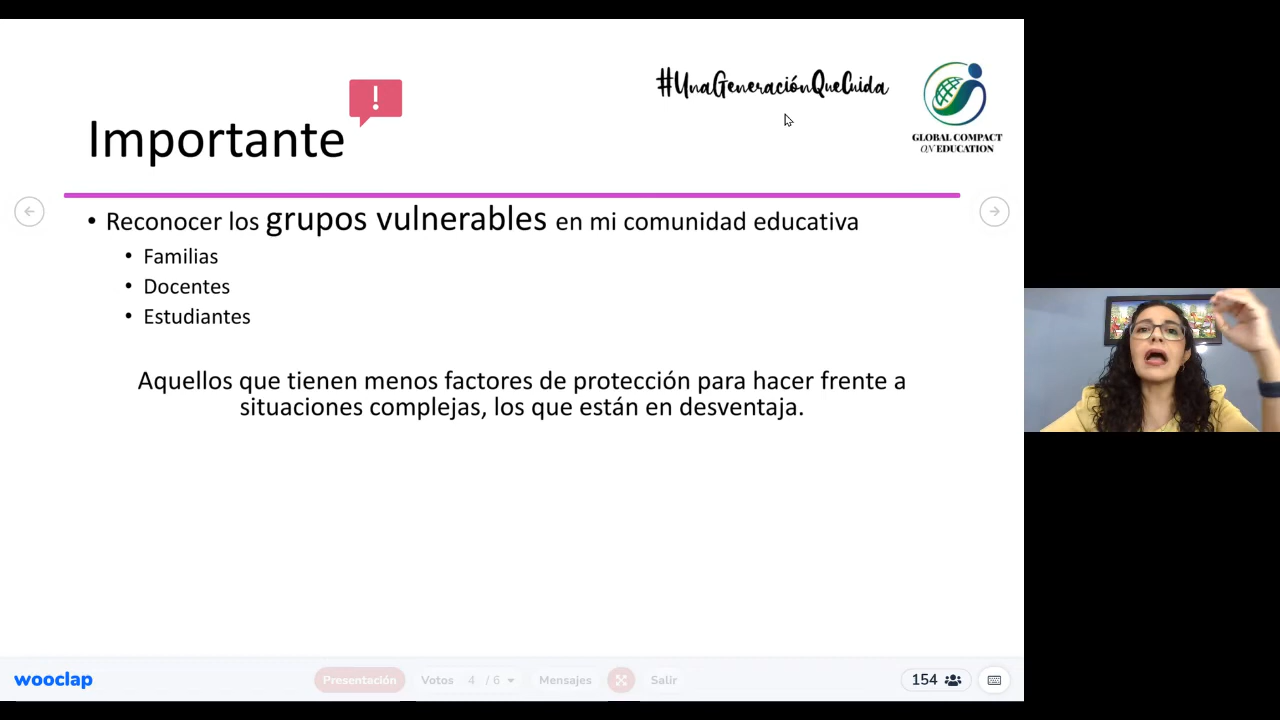 #UnaGeneraciónQueCuida
GLOBAL COMPACT
ON EDUCATION
!
Importante
• Reconocer los grupos vulnerables en mi comunidad educativa
• Familias
• Docentes
• Estudiantes
Aquellos que tienen menos factores de protección para hacer frente a
situaciones complejas, los que están en desventaja.
wooclap
Presentación
Votos 4 / 6
Mensajes
Salir
154